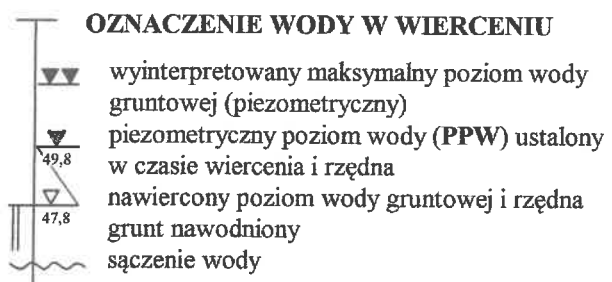 OZNACZENIE WODY W WIERCENIU
wyinterpretowany maksymalny poziom wody
gruntowej (piezometryczny)
piezometryczny poziom wody (PPW) ustalony
49,8
w czasie wiercenia i rzędna
nawiercony poziom wody gruntowej i rzędna
47,8
grunt nawodniony
sączenie wody